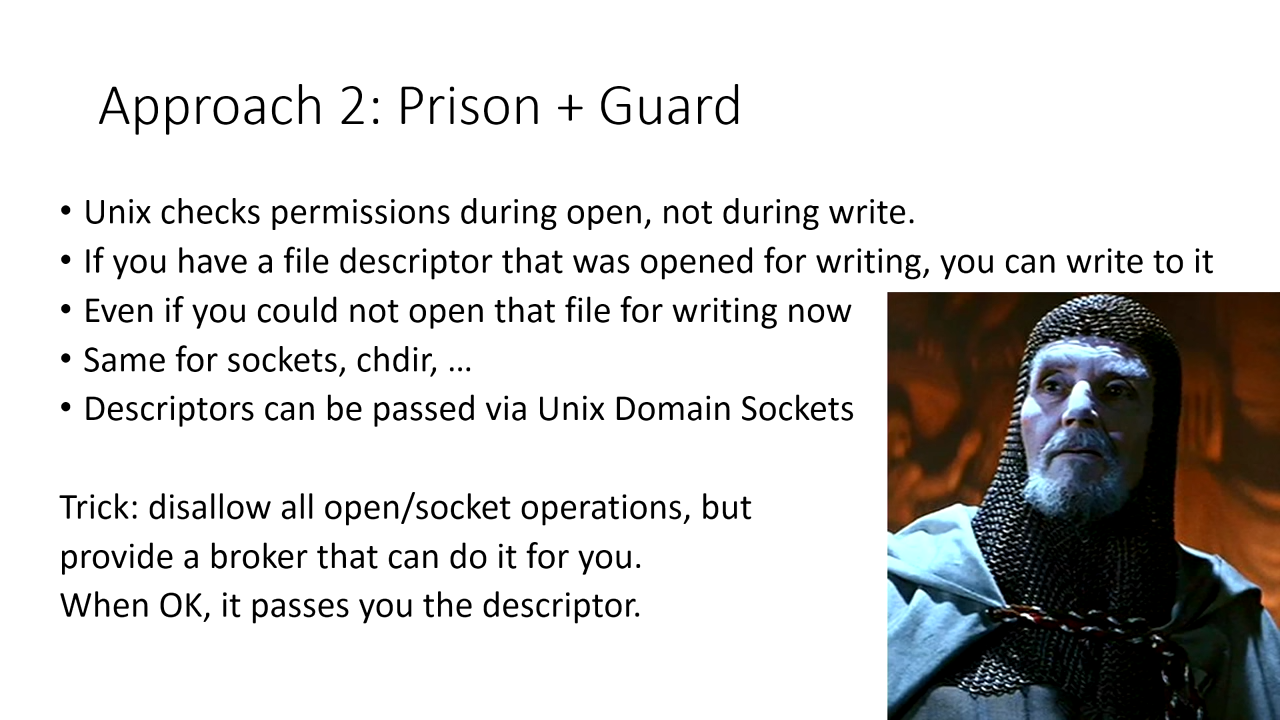 Approach 2: Prison + Guard
• Unix checks permissions during open, not during write.
• If you have a file descriptor that was opened for writing, you can write to it
• Even if you could not open that file for writing now
• Same for sockets, chdir, …
• Descriptors can be passed via Unix Domain Sockets
Trick: disallow all open/socket operations, but
provide a broker that can do it for you.
When OK, it passes you the descriptor.